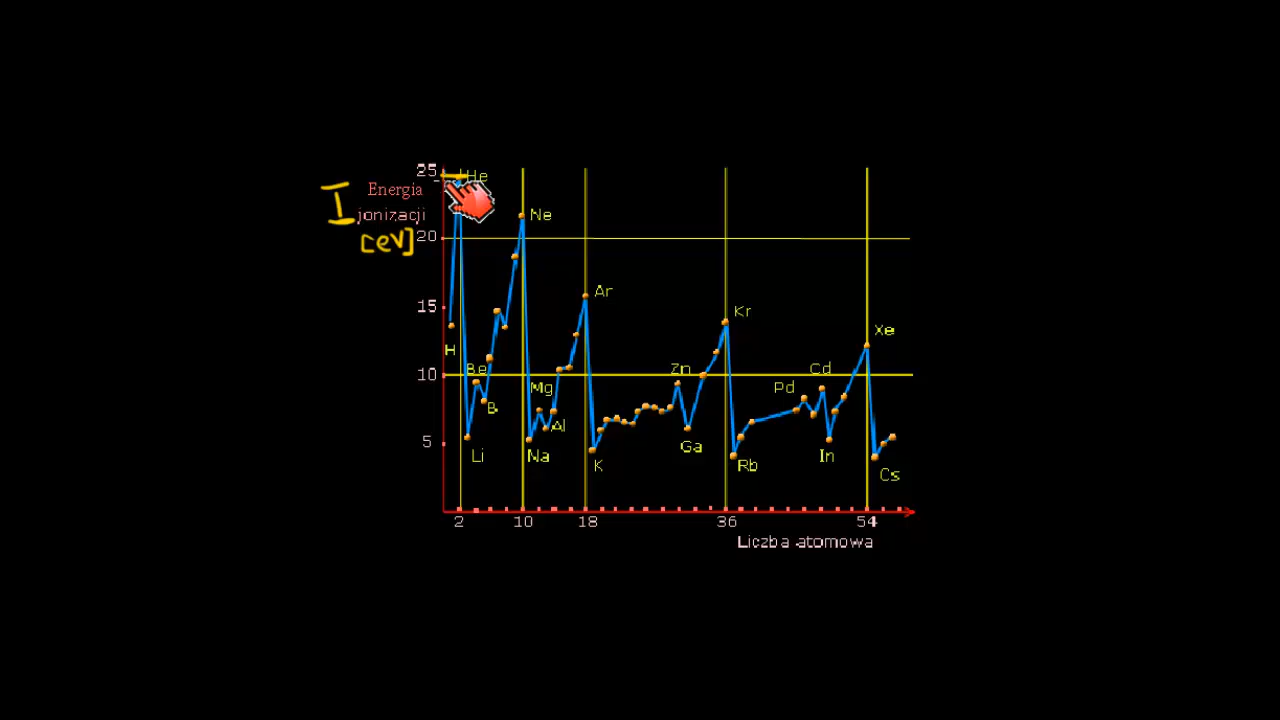 25
He
I Energia
jonizacji
[eV]
20
Ne
15
Ar
Kr
Xe
H
10
Be
Mg
Zn
Cd
Pd
B
Al
5
Li
Na
K
Ga
Rb
In
Cs
2 10 18 36 54
Liczba atomowa